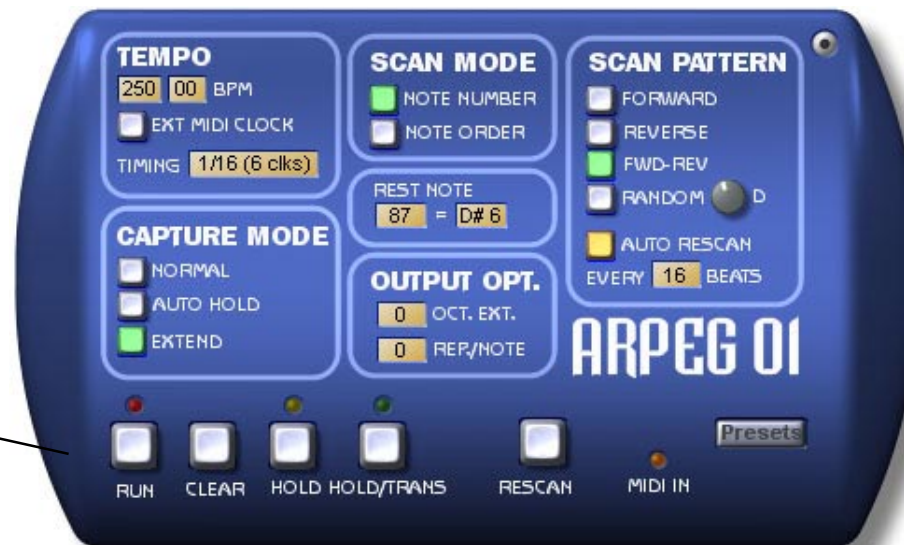 TEMPO
250 00 BPM
EXT MIDI CLOCK
TIMING 1/16 (6 clks)
CAPTURE MODE
NORMAL
AUTO HOLD
EXTEND
SCAN MODE
NOTE NUMBER
NOTE ORDER
REST NOTE
87 = D# 6
OUTPUT OPT.
0 OCT. EXT.
0 REP./NOTE
SCAN PATTERN
FORWARD
REVERSE
FWD-REV
RANDOM D
AUTO RESCAN
EVERY 16 BEATS
ARPEG 01
Presets
RUN CLEAR HOLD HOLD/TRANS RESCAN MIDI IN